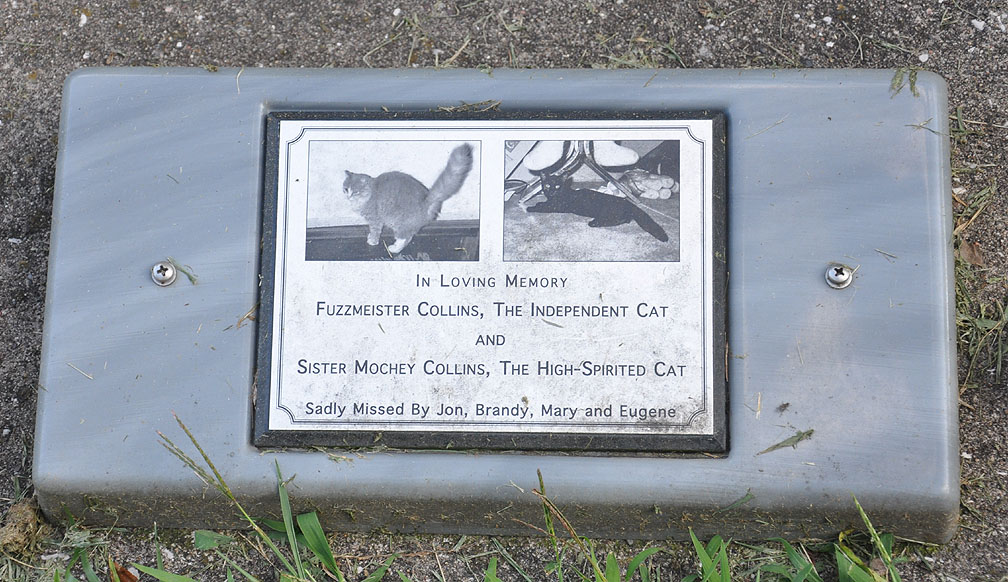 In Loving Memory
Fuzzmeister Collins, The Independent Cat
and
Sister Mochey Collins, The High-Spirited Cat
Sadly Missed By Jon, Brandy, Mary and Eugene